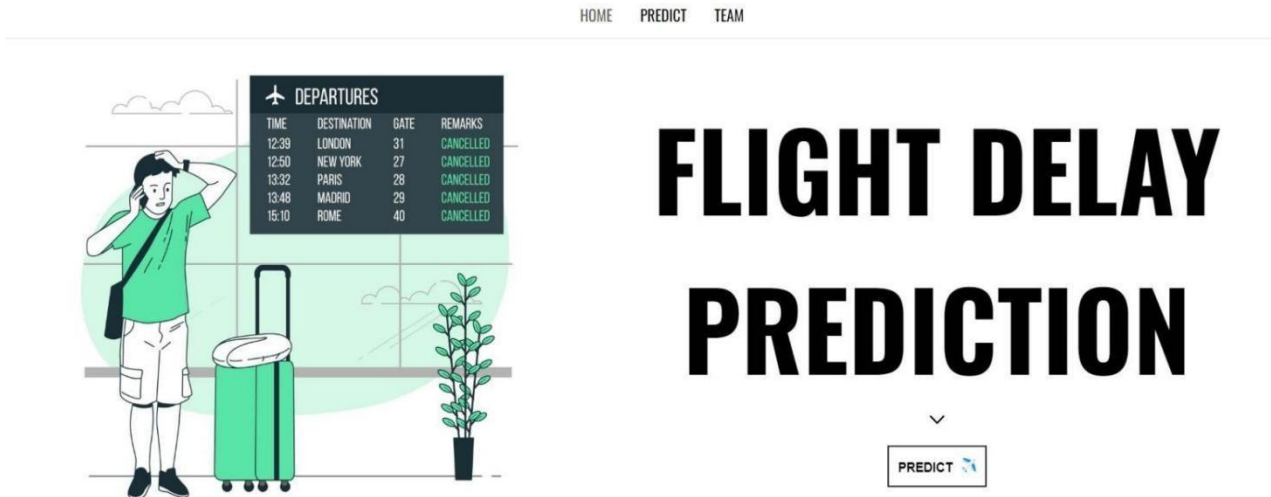 HOME PREDICT TEAM
DEPARTURES
TIME DESTINATION GATE REMARKS
12:39 LONDON 31 CANCELLED
12:50 NEW YORK 27 CANCELLED
13:32 PARIS 28 CANCELLED
13:48 MADRID 29 CANCELLED
15:10 ROME 40 CANCELLED
FLIGHT DELAY
PREDICTION
PREDICT